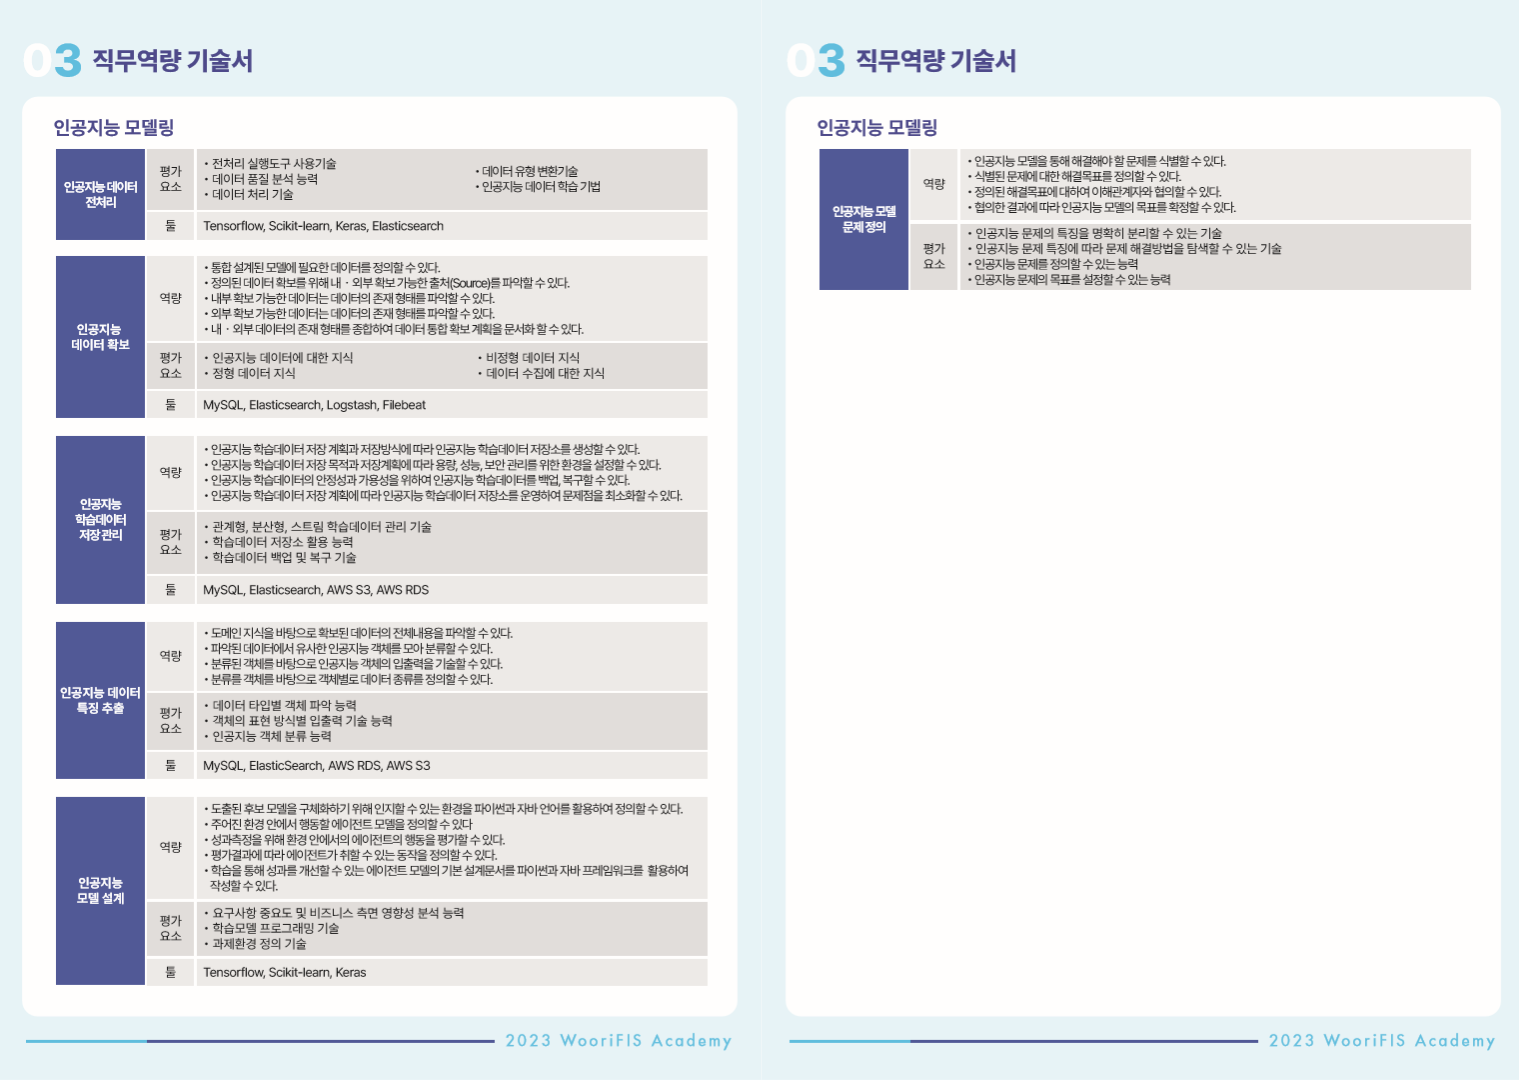 03 직무역량 기술서
인공지능 모델링
인공지능 데이터
전처리
평가
요소
• 전처리 실행도구 사용기술
• 데이터 품질 분석 능력
• 데이터 처리 기술
• 데이터 유형 변환기술
• 인공지능 데이터 학습 기법
툴
Tensorflow, Scikit-learn, Keras, Elasticsearch
인공지능
데이터 확보
역량
• 통합 설계된 모델에 필요한 데이터를 정의할 수 있다.
• 정의된 데이터 확보를 위해 내 · 외부 확보 가능한 출처(Source)를 파악할 수 있다.
• 내부 확보 가능한 데이터는 데이터의 존재 형태를 파악할 수 있다.
• 외부 확보 가능한 데이터는 데이터의 존재 형태를 파악할 수 있다.
• 내 · 외부 데이터의 존재 형태를 종합하여 데이터 통합 확보 계획을 문서화 할 수 있다.
평가
요소
• 인공지능 데이터에 대한 지식
• 정형 데이터 지식
• 비정형 데이터 지식
• 데이터 수집에 대한 지식
툴
MySQL, Elasticsearch, Logstash, Filebeat
인공지능
학습데이터
저장 관리
역량
• 인공지능 학습데이터 저장 계획과 저장방식에 따라 인공지능 학습데이터 저장소를 생성할 수 있다.
• 인공지능 학습데이터 저장 목적과 저장계획에 따라 용량, 성능, 보안 관리를 위한 환경을 설정할 수 있다.
• 인공지능 학습데이터의 안정성과 가용성을 위하여 인공지능 학습데이터를 백업, 복구할 수 있다.
• 인공지능 학습데이터 저장 계획에 따라 인공지능 학습데이터 저장소를 운영하여 문제점을 최소화할 수 있다.
평가
요소
• 관계형, 분산형, 스트림 학습데이터 관리 기술
• 학습데이터 저장소 활용 능력
• 학습데이터 백업 및 복구 기술
툴
MySQL, Elasticsearch, AWS S3, AWS RDS
인공지능 데이터
특징 추출
역량
• 도메인 지식을 바탕으로 확보된 데이터의 전체내용을 파악할 수 있다.
• 파악된 데이터에서 유사한 인공지능 객체를 모아 분류할 수 있다.
• 분류된 객체를 바탕으로 인공지능 객체의 입출력을 기술할 수 있다.
• 분류를 객체를 바탕으로 객체별로 데이터 종류를 정의할 수 있다.
평가
요소
• 데이터 타입별 객체 파악 능력
• 객체의 표현 방식별 입출력 기술 능력
• 인공지능 객체 분류 능력
툴
MySQL, ElasticSearch, AWS RDS, AWS S3
인공지능
모델 설계
역량
• 도출된 후보 모델을 구체화하기 위해 인지할 수 있는 환경을 파이썬과 자바 언어를 활용하여 정의할 수 있다.
• 주어진 환경 안에서 행동할 에이전트 모델을 정의할 수 있다
• 성과측정을 위해 환경 안에서의 에이전트의 행동을 평가할 수 있다.
• 평가결과에 따라 에이전트가 취할 수 있는 동작을 정의할 수 있다.
• 학습을 통해 성과를 개선할 수 있는 에이전트 모델의 기본 설계문서를 파이썬과 자바 프레임워크를 활용하여
작성할 수 있다.
평가
요소
• 요구사항 중요도 및 비즈니스 측면 영향성 분석 능력
• 학습모델 프로그래밍 기술
• 과제환경 정의 기술
툴
Tensorflow, Scikit-learn, Keras
2023 WooriFIS Academy
03 직무역량 기술서
인공지능 모델링
인공지능 모델
문제 정의
역량
• 인공지능 모델을 통해 해결해야 할 문제를 식별할 수 있다.
• 식별된 문제에 대한 해결목표를 정의할 수 있다.
• 정의된 해결목표에 대하여 이해관계자와 협의할 수 있다.
• 협의한 결과에 따라 인공지능 모델의 목표를 확정할 수 있다.
평가
요소
• 인공지능 문제의 특징을 명확히 분리할 수 있는 기술
• 인공지능 문제 특징에 따라 문제 해결방법을 탐색할 수 있는 기술
• 인공지능 문제를 정의할 수 있는 능력
• 인공지능 문제의 목표를 설정할 수 있는 능력
2023 WooriFIS Academy